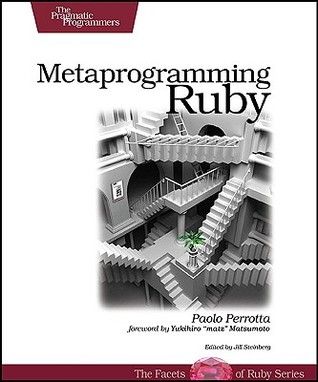 The
Pragmatic
Programmers
Metaprogramming
Ruby
Paolo Perrotta
foreword by Yukihiro "matz" Matsumoto
Edited by Jill Steinberg
The Facets of Ruby Series